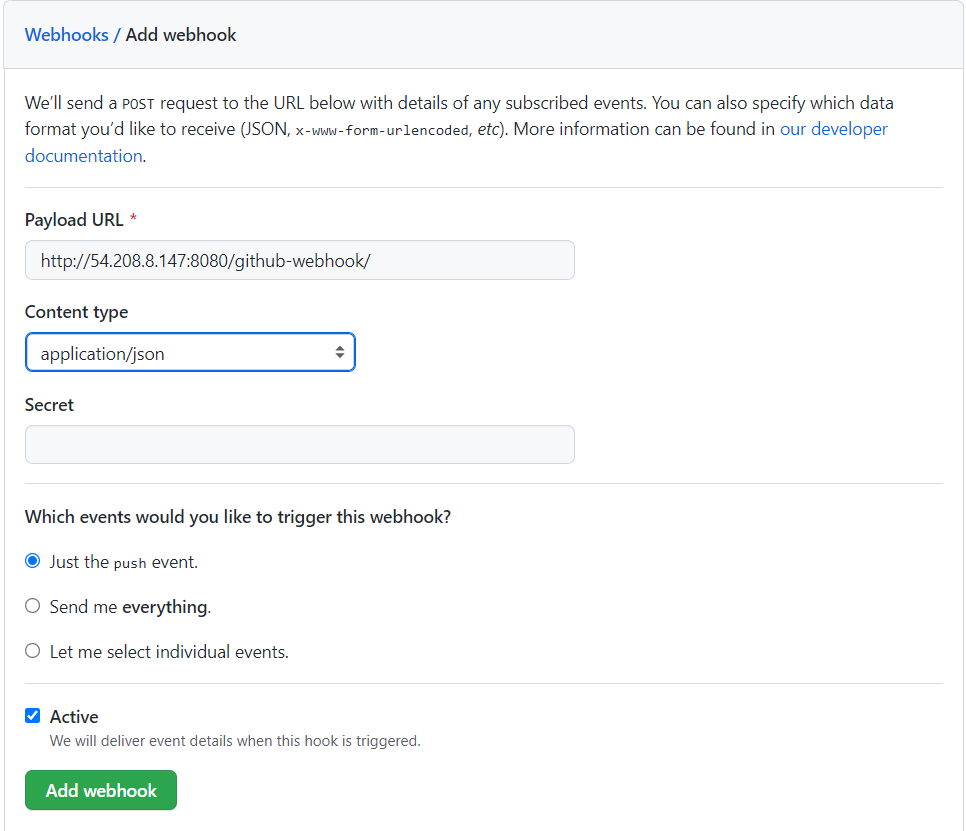 Webhooks / Add webhook
We’ll send a POST request to the URL below with details of any subscribed events. You can also specify which data
format you’d like to receive (JSON, x-www-form-urlencoded, etc). More information can be found in our developer
documentation.
Payload URL *
http://54.208.8.147:8080/github-webhook/
Content type
application/json
Secret
Which events would you like to trigger this webhook?
Just the push event.
Send me everything.
Let me select individual events.
Active
We will deliver event details when this hook is triggered.
Add webhook